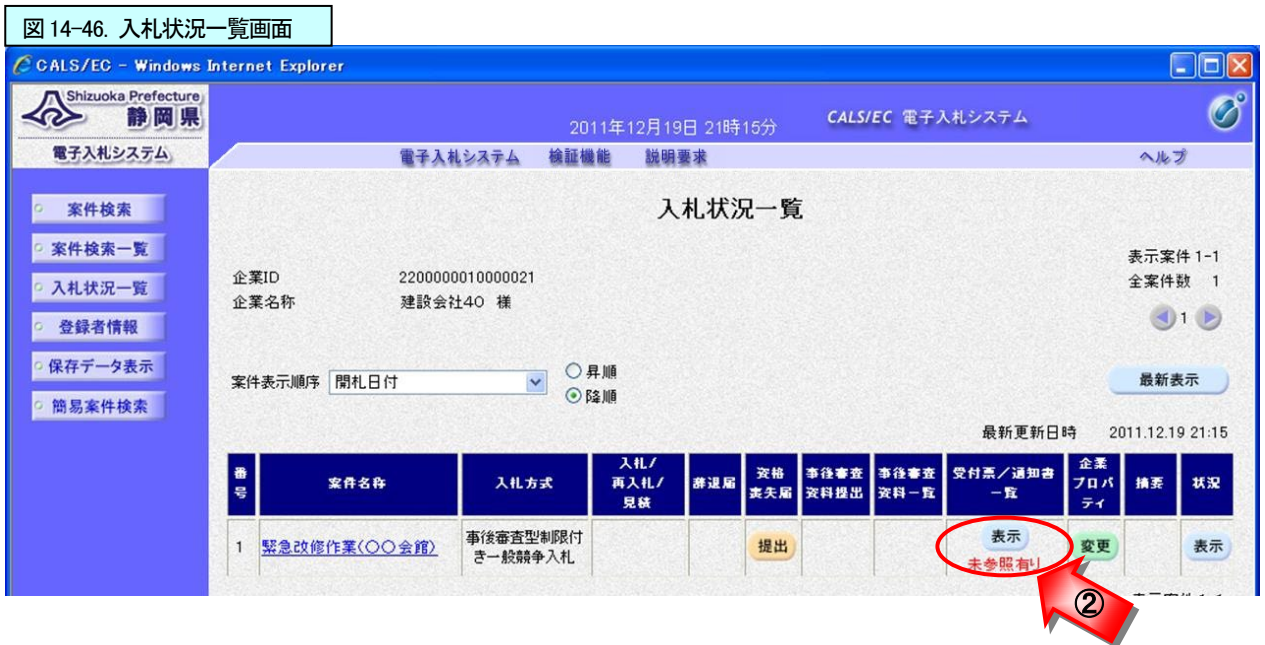 図 14-46. 入札状況一覧画面
CALS/EC - Windows Internet Explorer
Shizuoka Prefecture
静岡県
電子入札システム
2011年12月19日 21時15分
CALS/EC 電子入札システム
電子入札システム 検証機能 説明要求 ヘルプ
案件検索
案件検索一覧
入札状況一覧
登録者情報
保存データ表示
簡易案件検索
入札状況一覧
企業ID 2200000010000021
企業名称 建設会社40 様
表示案件 1-1
全案件数 1
1
案件表示順序 開札日付
昇順
降順
最新表示
最新更新日時 2011.12.19 21:15
番号 案件名称 入札方式 入札/再入札/見積 辞退届 資格喪失届 事後審査資料提出 事後審査資料一覧 受付票/通知書一覧 企業プロパティ 摘要 状況
1 緊急改修作業(〇〇会館) 事後審査型制限付き一般競争入札 提出 表示 未参照有り 変更 表示
②